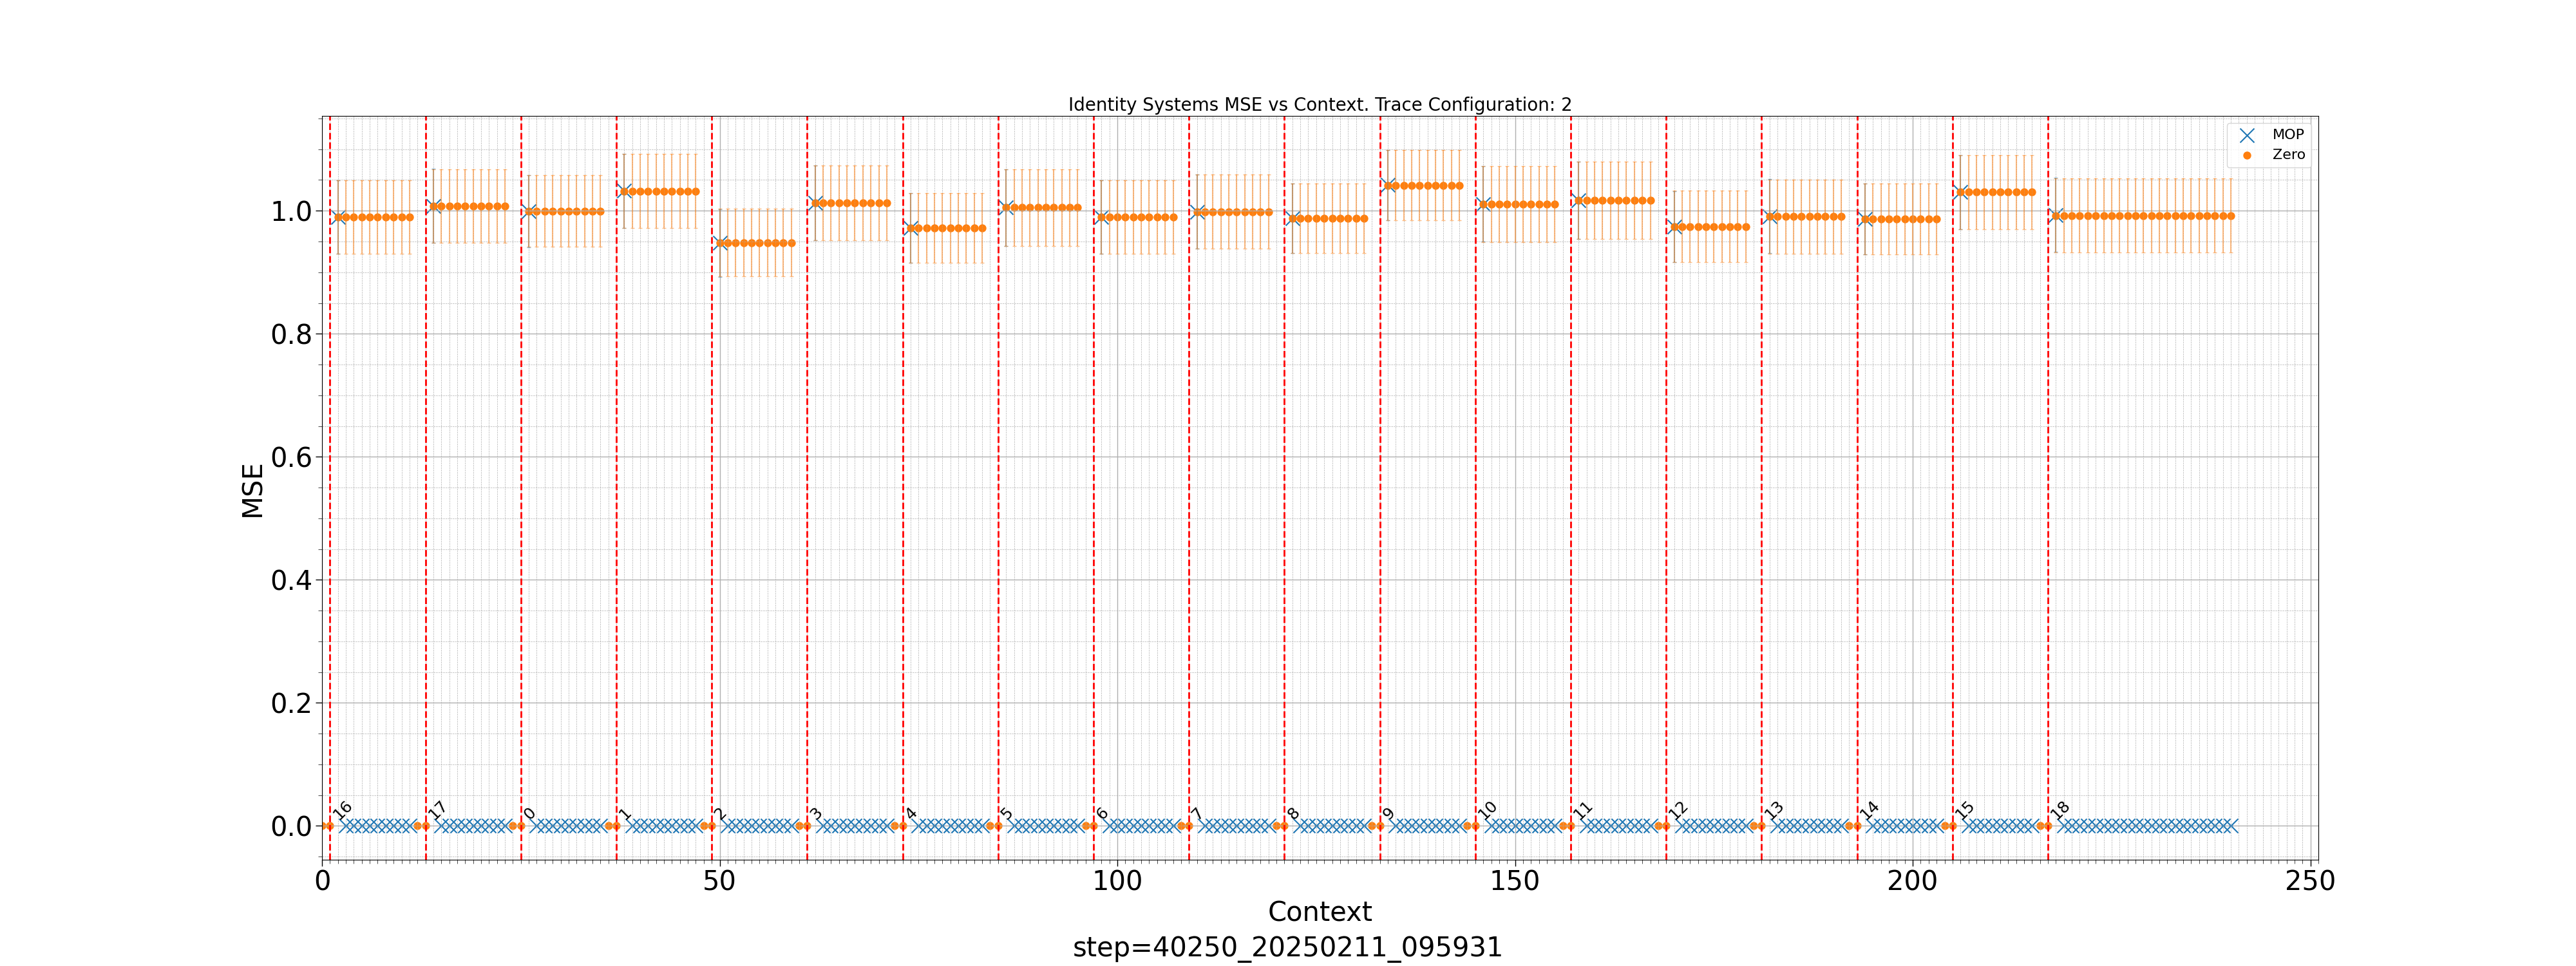 Identity Systems MSE vs Context. Trace Configuration: 2
MOP
Zero
1.0
0.8
0.6
0.4
0.2
0.0
MSE
16 17 0 1 2 3 4 5 6 7 8 9 10 11 12 13 14 15 18
0 50 100 150 200 250
Context
step=40250_20250211_095931